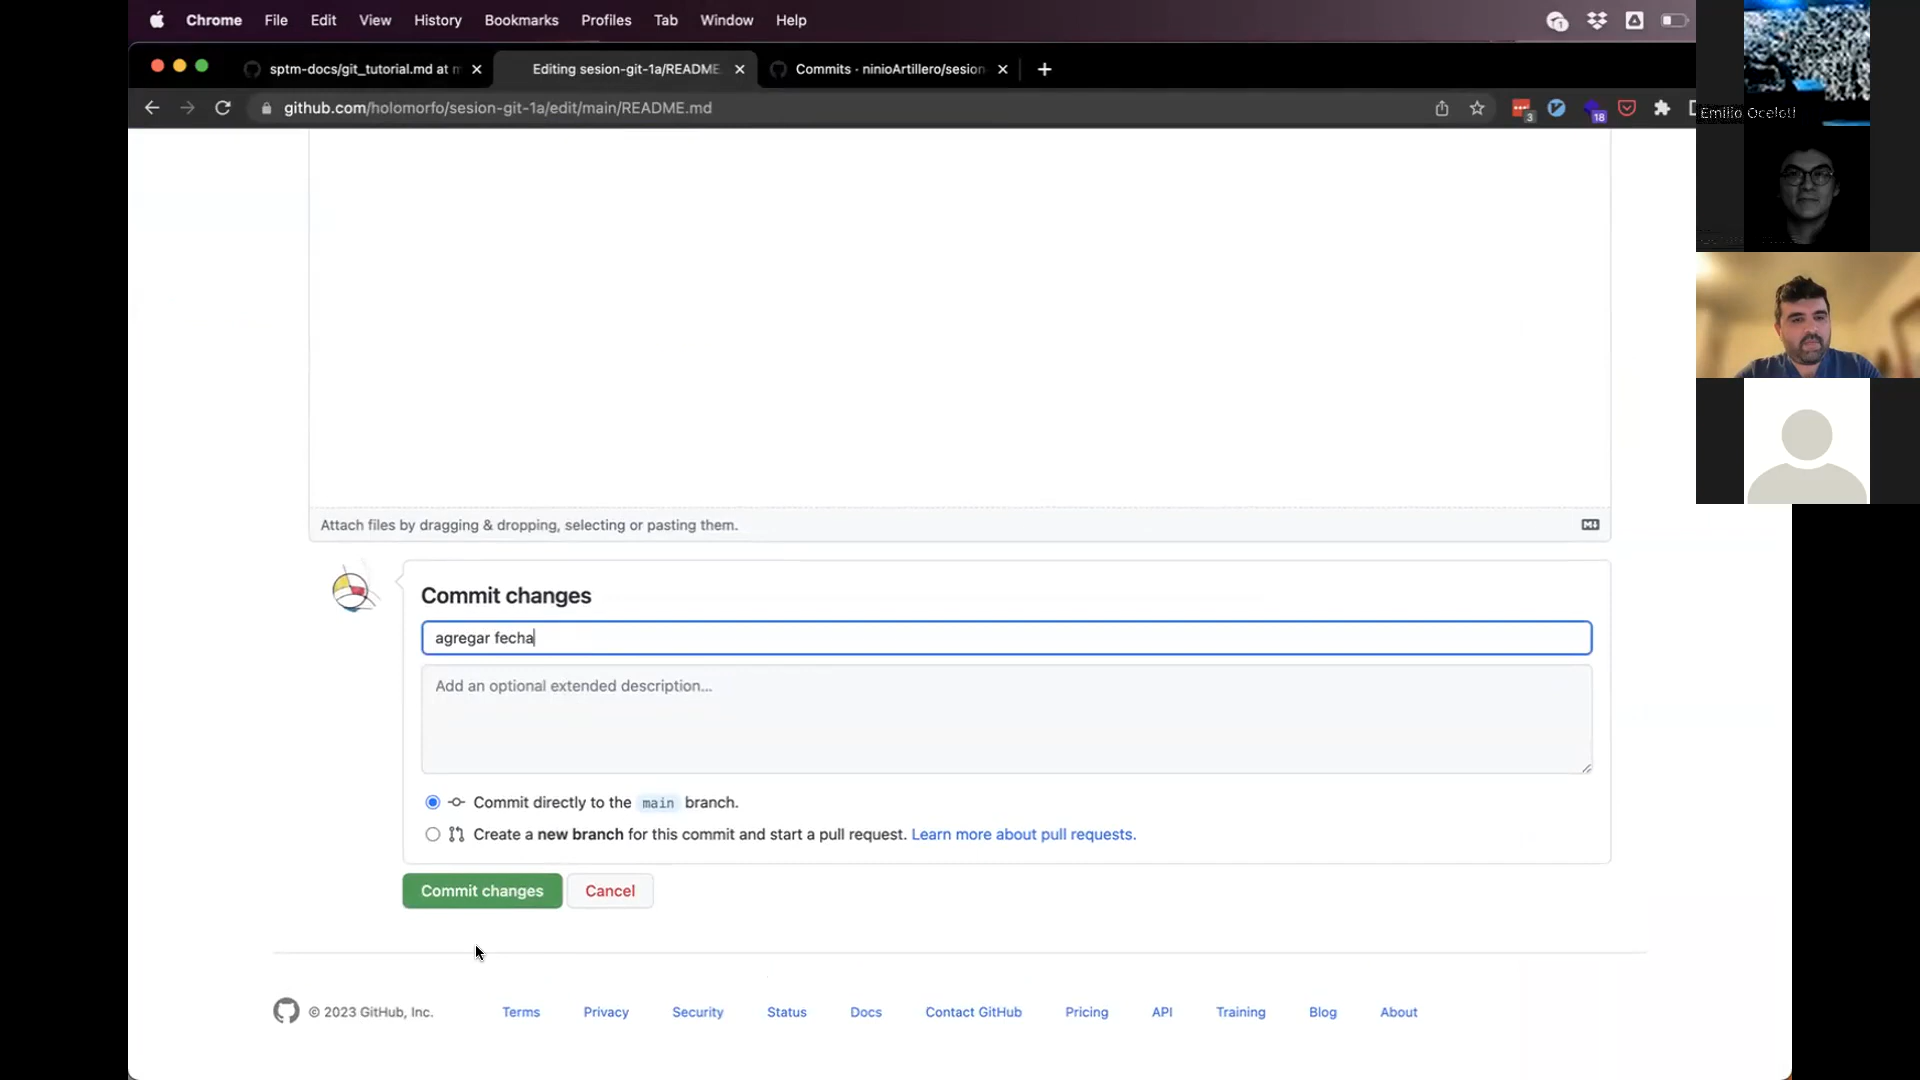 Chrome File Edit View History Bookmarks Profiles Tab Window Help
1
sptm-docs/git_tutorial.md at m
Editing sesion-git-1a/README
Commits · ninioArtillero/sesion
github.com/holomorfo/sesion-git-1a/edit/main/README.md
3
18
Emilio Ocelotl
Attach files by dragging & dropping, selecting or pasting them.
Commit changes
agregar fecha
Add an optional extended description...
Commit directly to the main branch.
Create a new branch for this commit and start a pull request. Learn more about pull requests.
Commit changes Cancel
© 2023 GitHub, Inc. Terms Privacy Security Status Docs Contact GitHub Pricing API Training Blog About